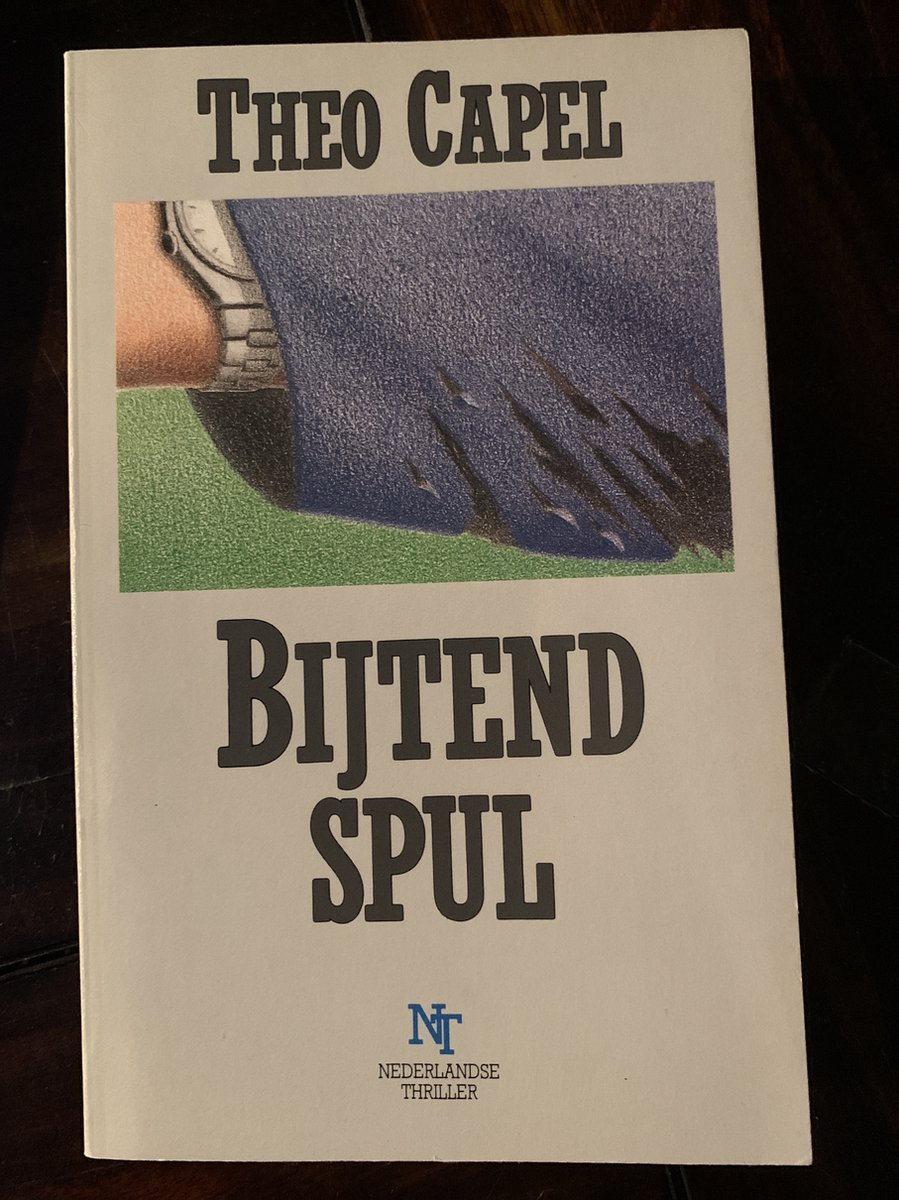 THEO CAPEL
BIJTEND
SPUL
NT
NEDERLANDSE
THRILLER